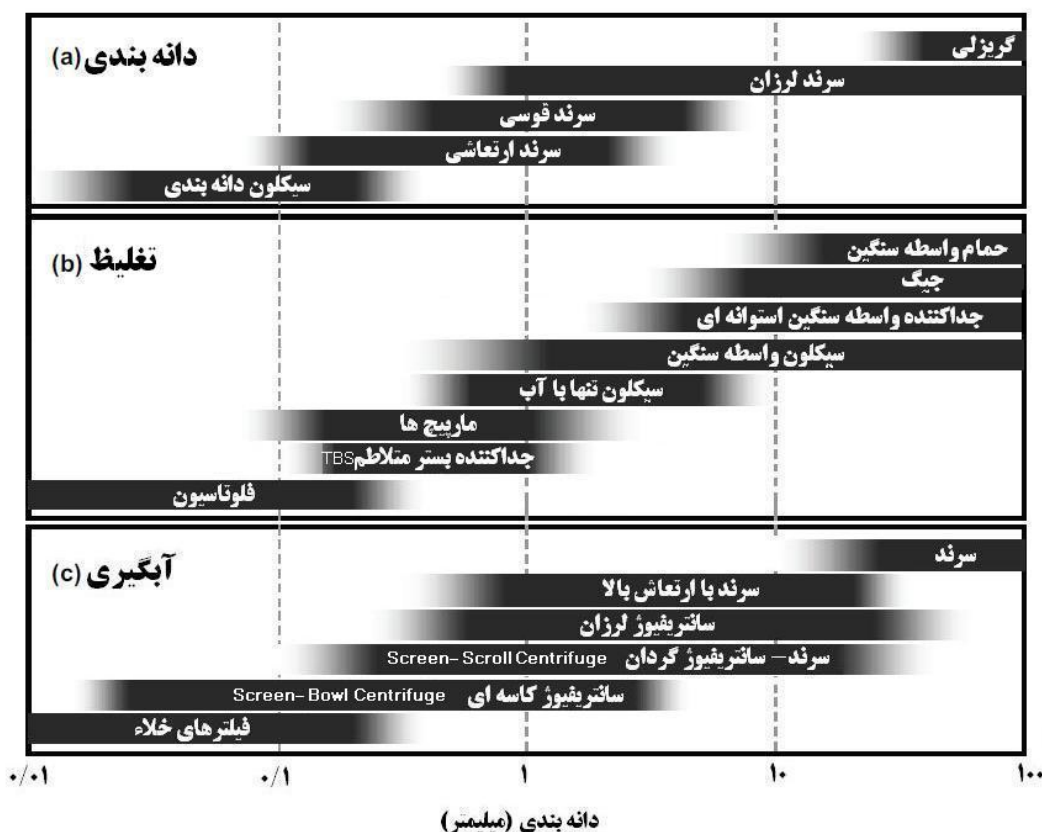 (a) دانه بندی
گریزلی
سرند لرزان
سرند قوسی
سرند ارتعاشی
سیکلون دانه بندی
(b) تغلیظ
حمام واسطه سنگین
جیگ
جداکننده واسطه سنگین استوانه ای
سیکلون واسطه سنگین
سیکلون تنها با آب
مارپیچ ها
جداکننده بستر متلاطمTBS
فلوتاسیون
(c) آبگیری
سرند
سرند با ارتعاش بالا
سانتریفیوژ لرزان
سرند– سانتریفیوژ گردان Screen-Scroll Centrifuge
سانتریفیوژ کاسه ای Screen-Bowl Centrifuge
فیلترهای خلاء
۰/۰۱ ۰/۱ ۱ ۱۰ ۱۰۰
دانه بندی (میلیمتر)